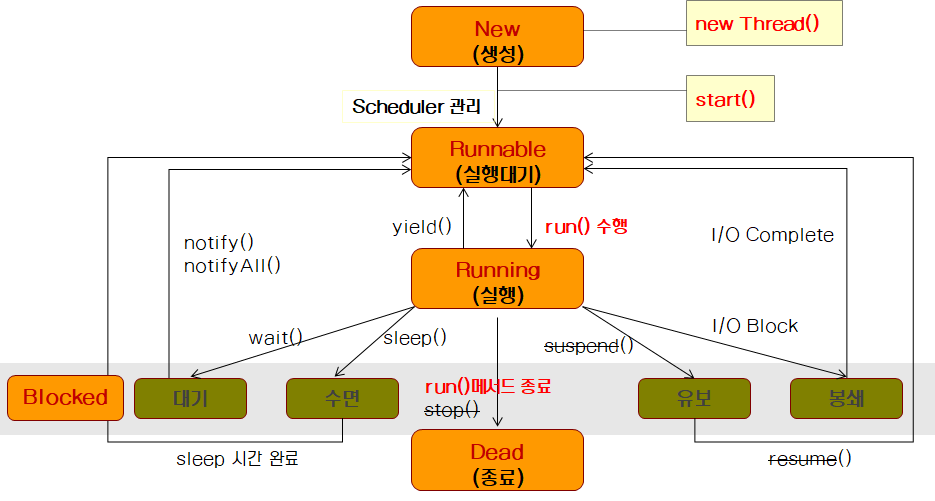 New
(생성)
new Thread()
Scheduler 관리
start()
Runnable
(실행대기)
notify()
notifyAll()
yield()
run() 수행
I/O Complete
Running
(실행)
wait()
sleep()
suspend()
I/O Block
Blocked
대기
수면
run()메서드 종료
stop()
유보
봉쇄
sleep 시간 완료
Dead
(종료)
resume()